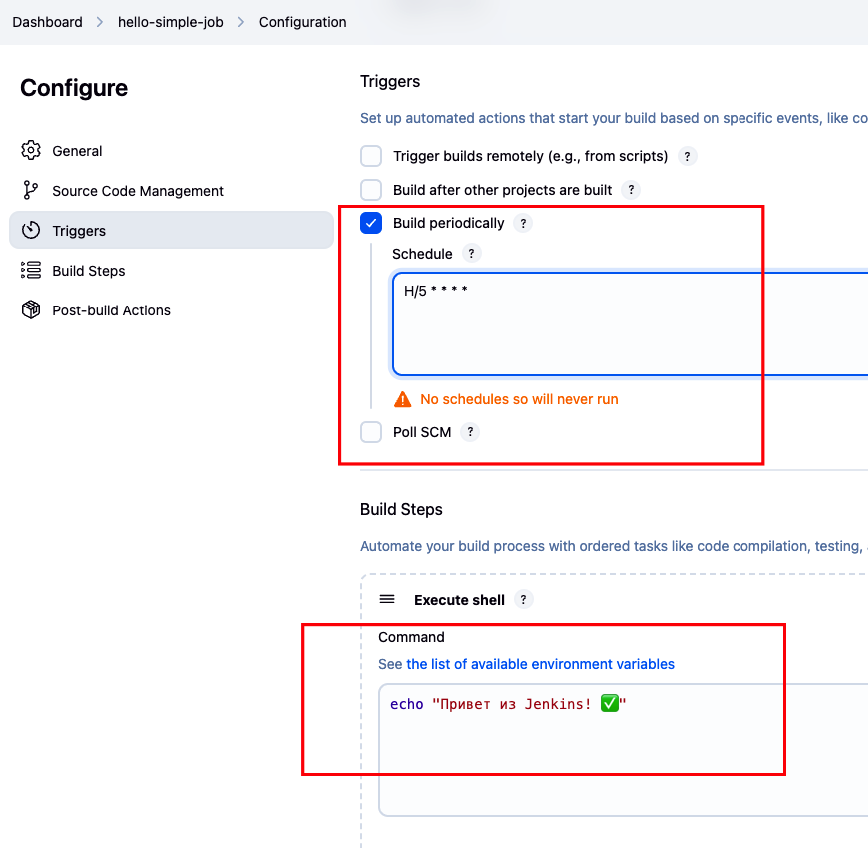 Dashboard > hello-simple-job > Configuration
Configure
General
Source Code Management
Triggers
Build Steps
Post-build Actions
Triggers
Set up automated actions that start your build based on specific events, like co
Trigger builds remotely (e.g., from scripts) ?
Build after other projects are built ?
Build periodically ?
Schedule ?
H/5 * * * *
No schedules so will never run
Poll SCM ?
Build Steps
Automate your build process with ordered tasks like code compilation, testing,
Execute shell ?
Command
See the list of available environment variables
echo "Привет из Jenkins! ✅"